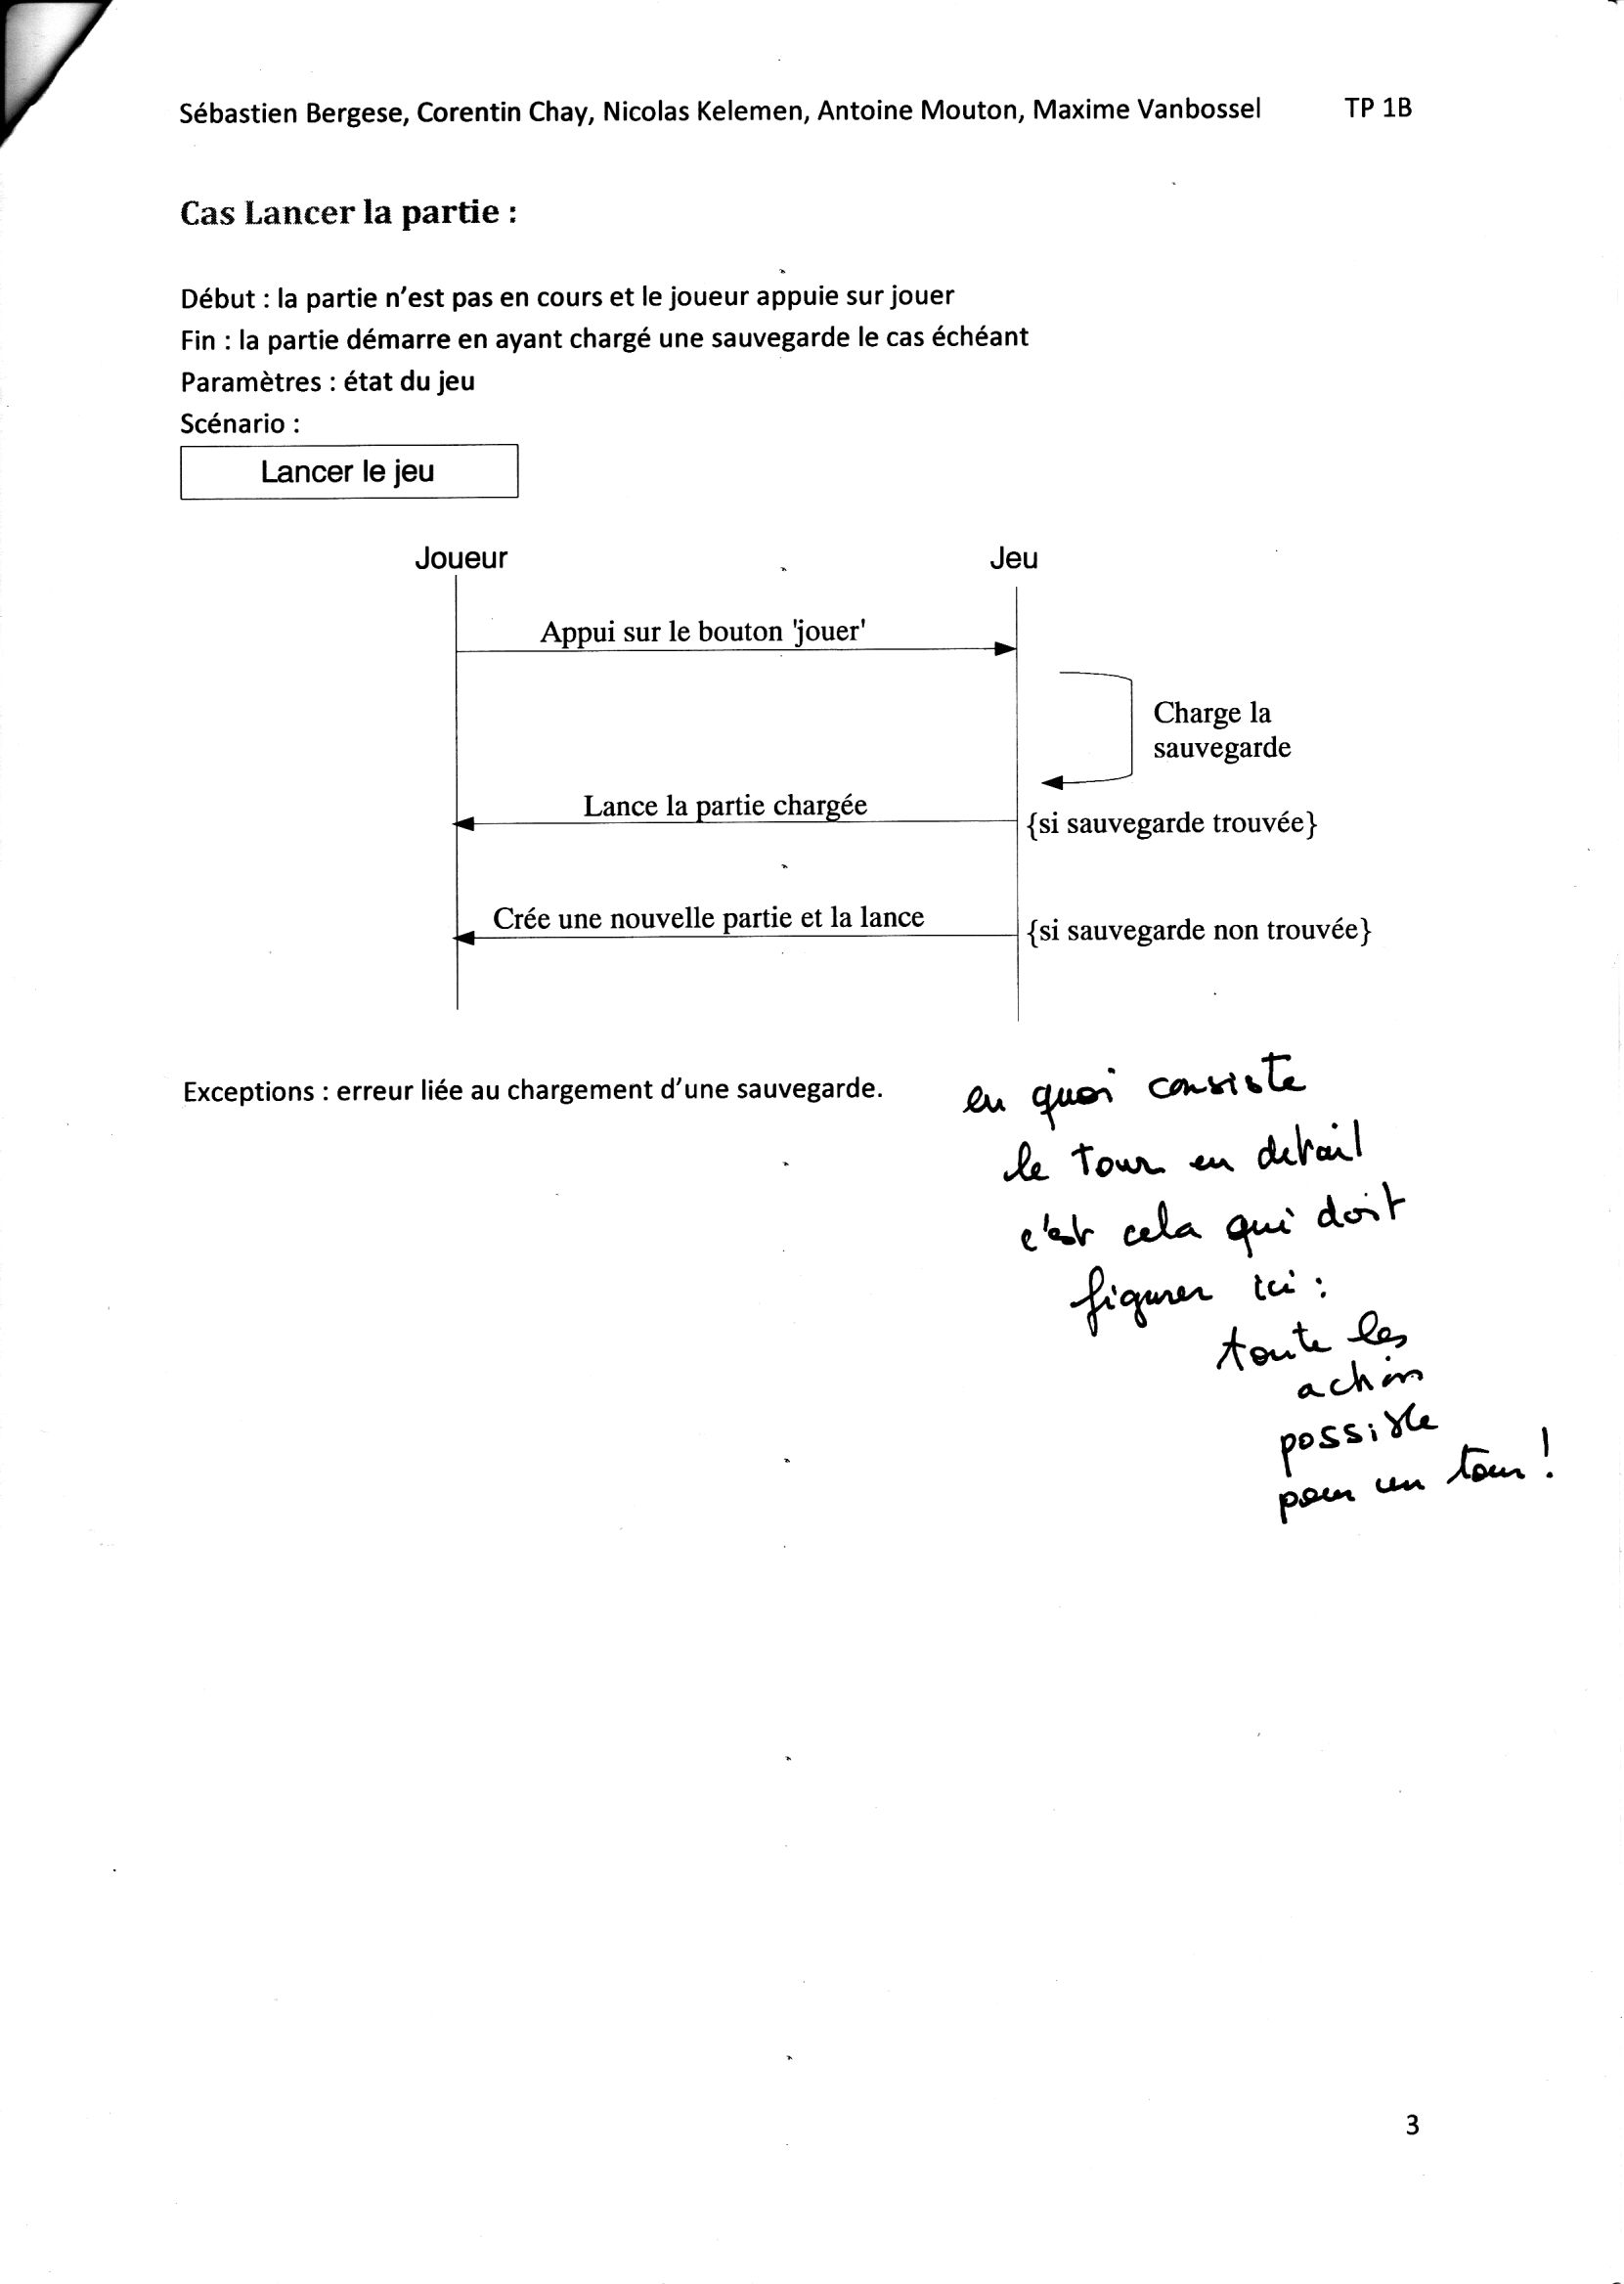 Sébastien Bergese, Corentin Chay, Nicolas Kelemen, Antoine Mouton, Maxime Vanbossel TP 1B
Cas Lancer la partie :
Début : la partie n'est pas en cours et le joueur appuie sur jouer
Fin : la partie démarre en ayant chargé une sauvegarde le cas échéant
Paramètres : état du jeu
Scénario :
Lancer le jeu
Joueur Jeu
Appui sur le bouton 'jouer'
Charge la
sauvegarde
Lance la partie chargée {si sauvegarde trouvée}
Crée une nouvelle partie et la lance {si sauvegarde non trouvée}
Exceptions : erreur liée au chargement d'une sauvegarde.
en quoi consiste
le tour en detail
c'est cela qui doit
figurer ici :
toute les
action
possible
pour un tour !
3